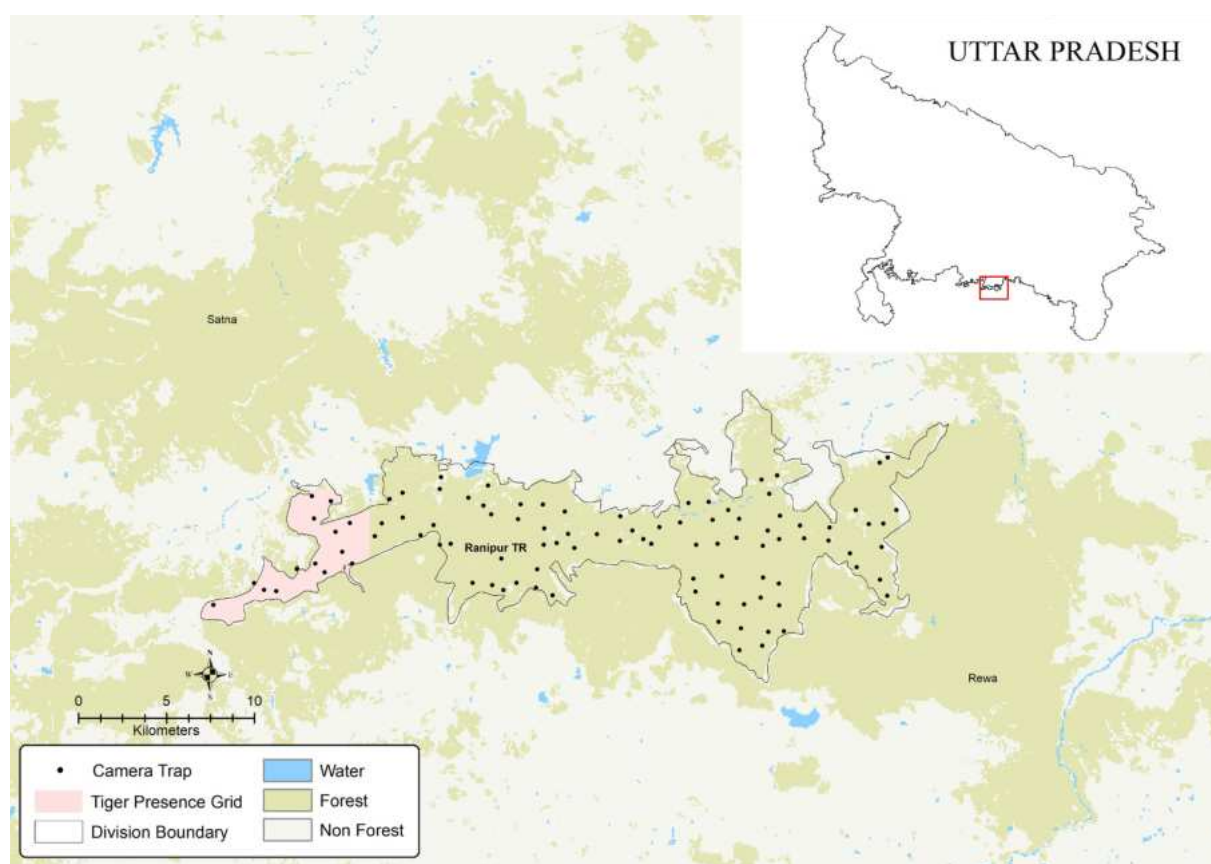 UTTAR PRADESH
Satna
Ranipur TR
Rewa
N
W E
S
0 5 10
Kilometers
Camera Trap
Tiger Presence Grid
Division Boundary
Water
Forest
Non Forest